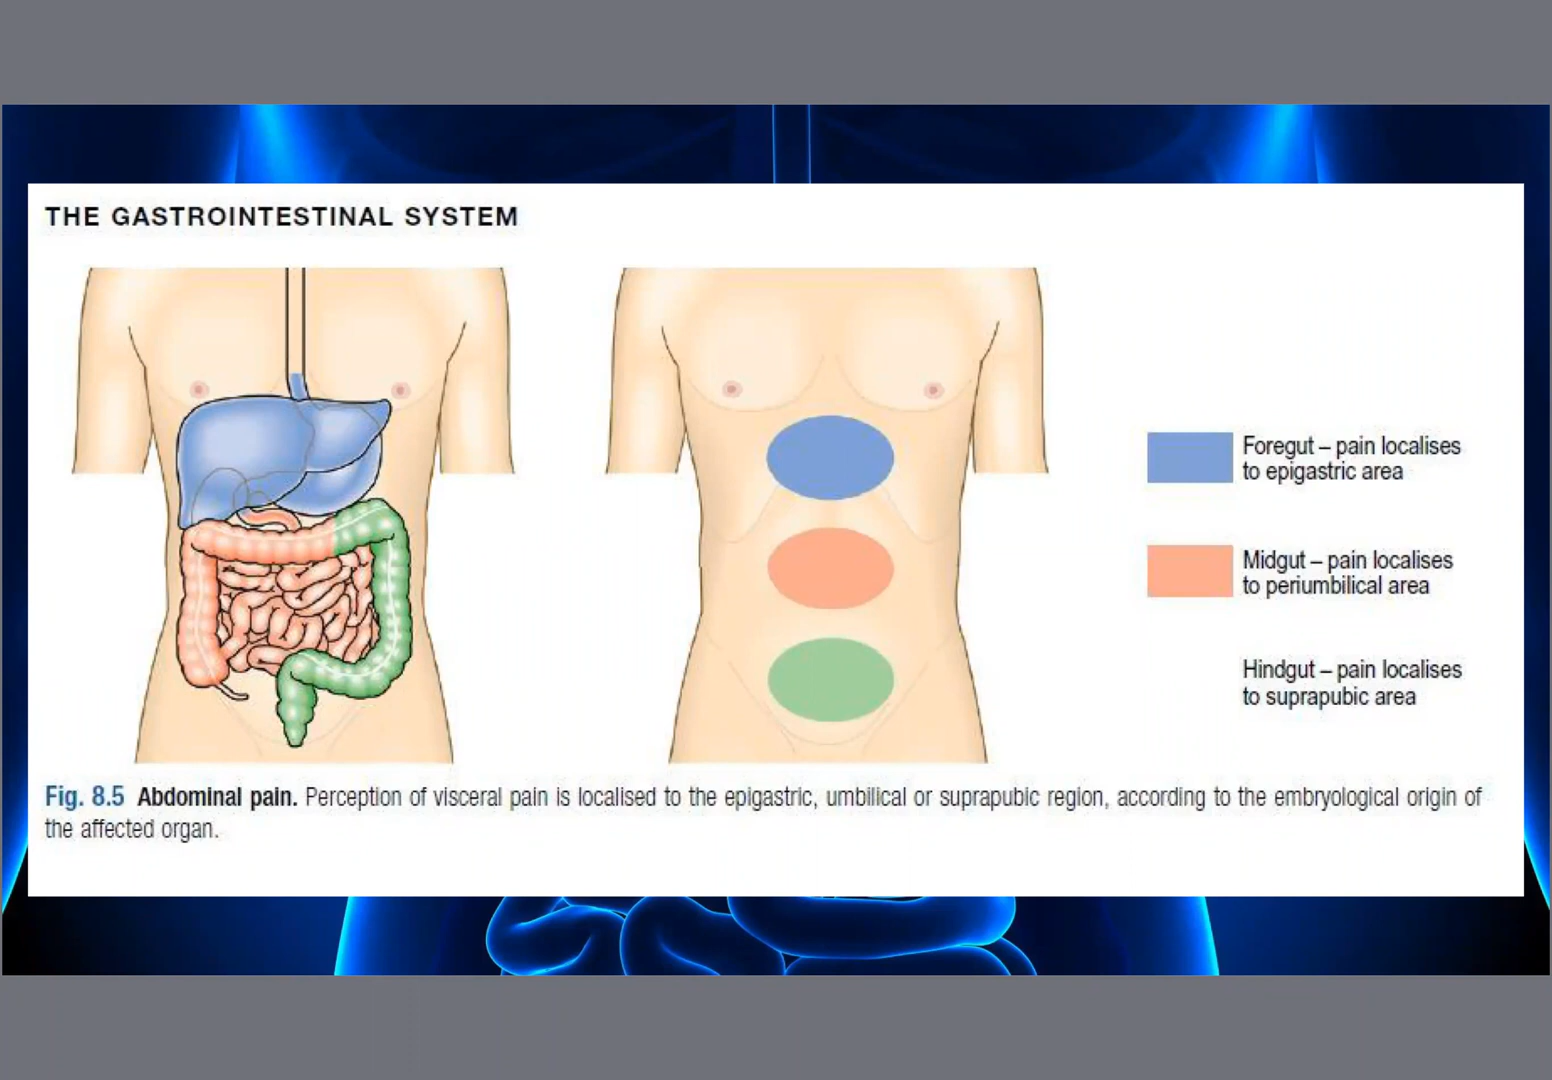 THE GASTROINTESTINAL SYSTEM
Foregut – pain localises
to epigastric area
Midgut – pain localises
to periumbilical area
Hindgut – pain localises
to suprapubic area
Fig. 8.5 Abdominal pain. Perception of visceral pain is localised to the epigastric, umbilical or suprapubic region, according to the embryological origin of
the affected organ.